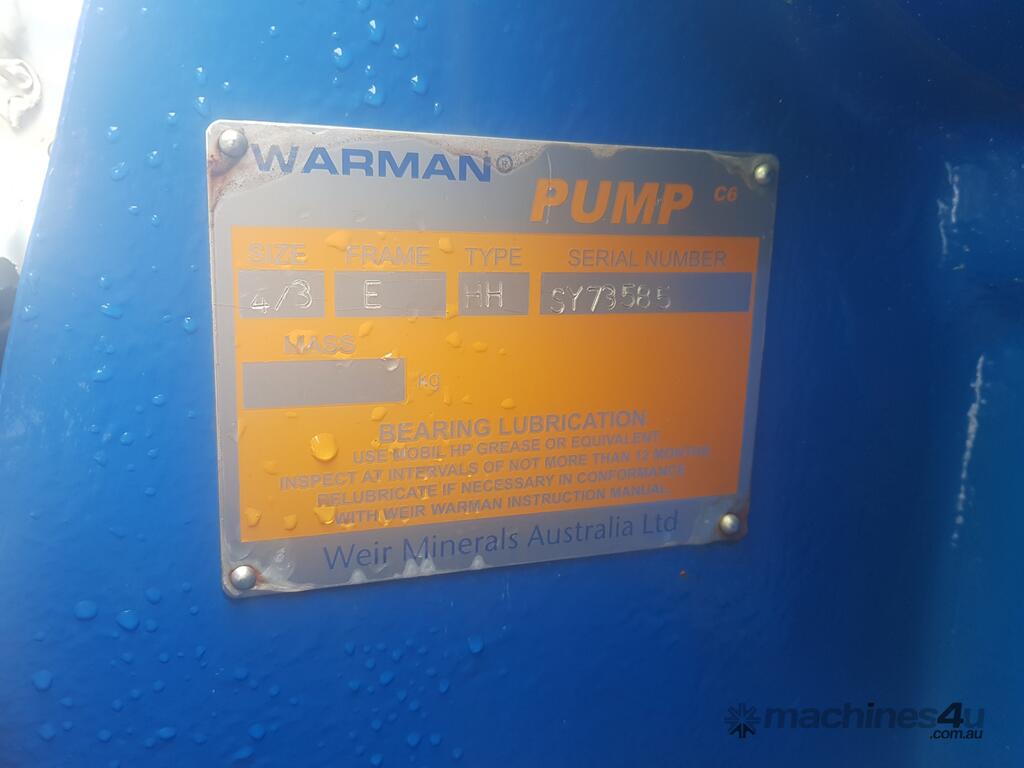 WARMAN®
PUMP C6
SIZE FRAME TYPE SERIAL NUMBER
4/3 E HH SY73585
MASS
KG
BEARING LUBRICATION
USE MOBIL HP GREASE OR EQUIVALENT
INSPECT AT INTERVALS OF NOT MORE THAN 12 MONTHS
RELUBRICATE IF NECESSARY IN CONFORMANCE
WITH WEIR WARMAN INSTRUCTION MANUAL.
Weir Minerals Australia Ltd
machines4u
.com.au